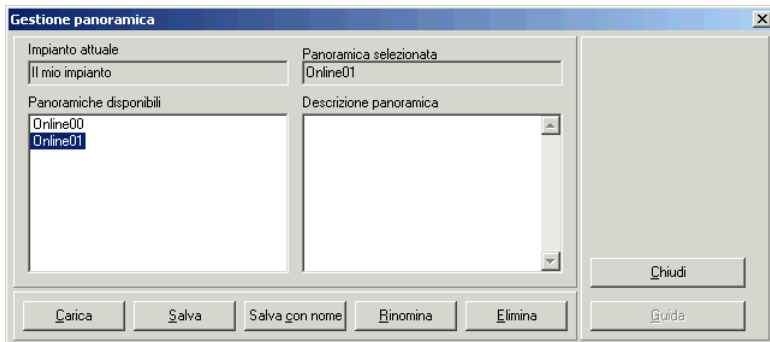 Gestione panoramica
Impianto attuale
Il mio impianto
Panoramica selezionata
Online01
Panoramiche disponibili
Online00
Online01
Descrizione panoramica
Chiudi
Carica
Salva
Salva con nome
Rinomina
Elimina
Guida